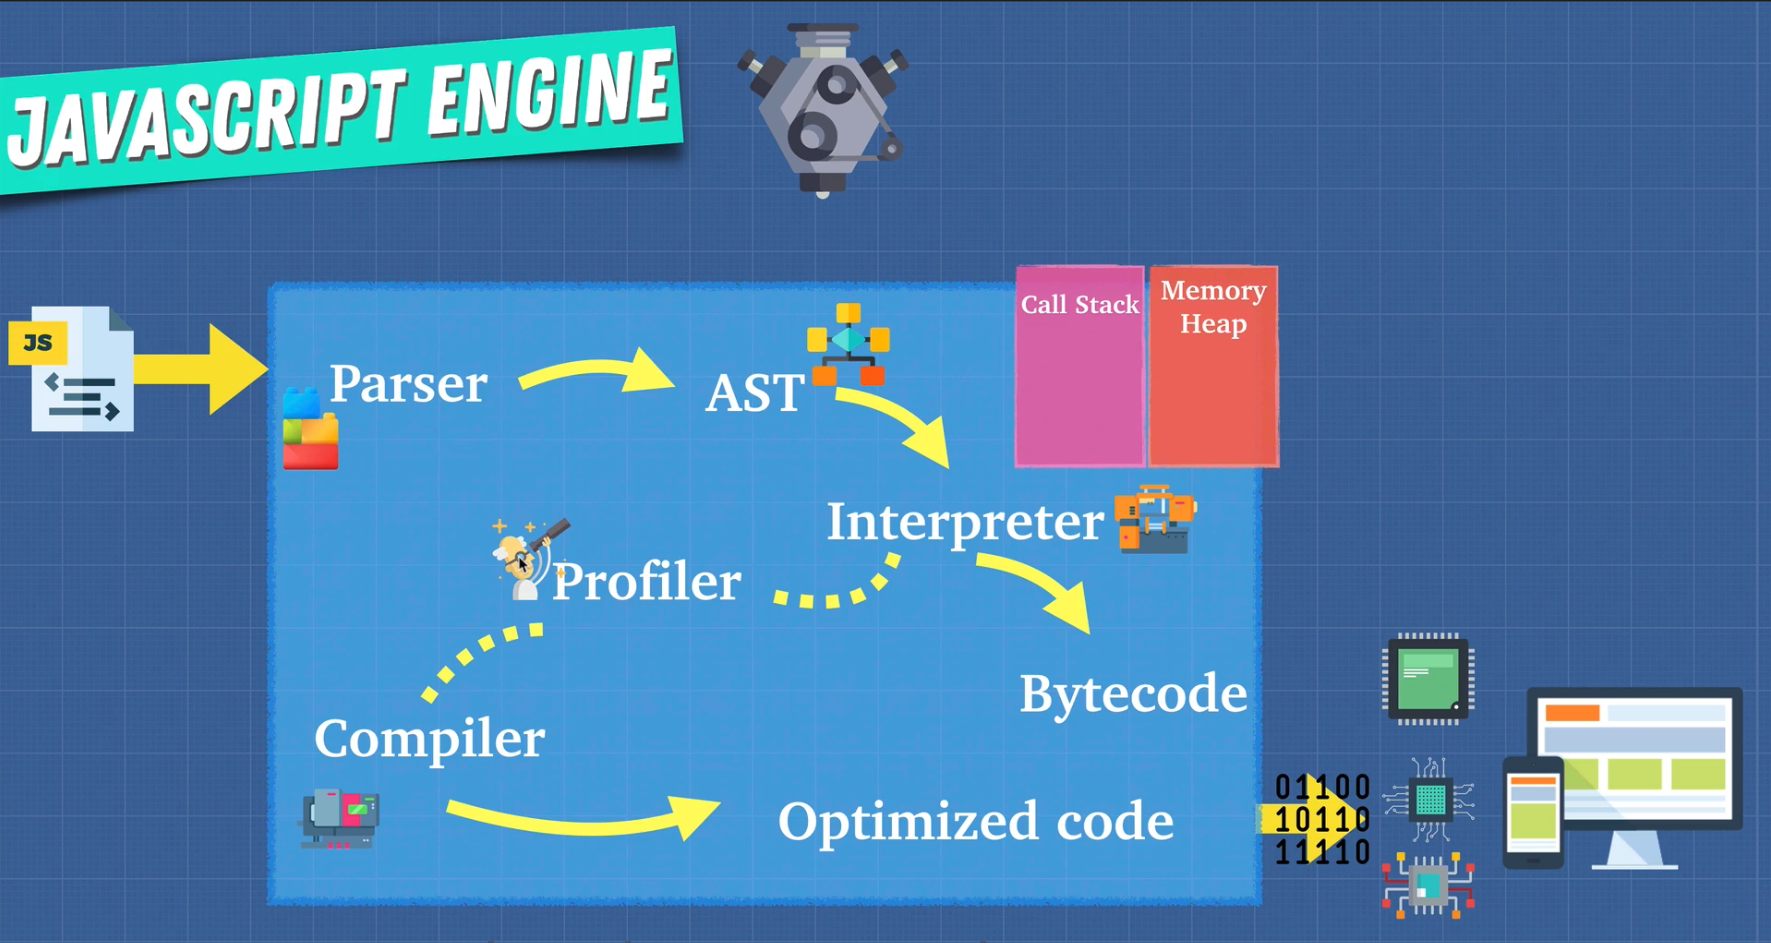 JAVASCRIPT ENGINE
JS
Parser
AST
Call Stack
Memory
Heap
Interpreter
Profiler
Bytecode
Compiler
Optimized code
01100
10110
11110